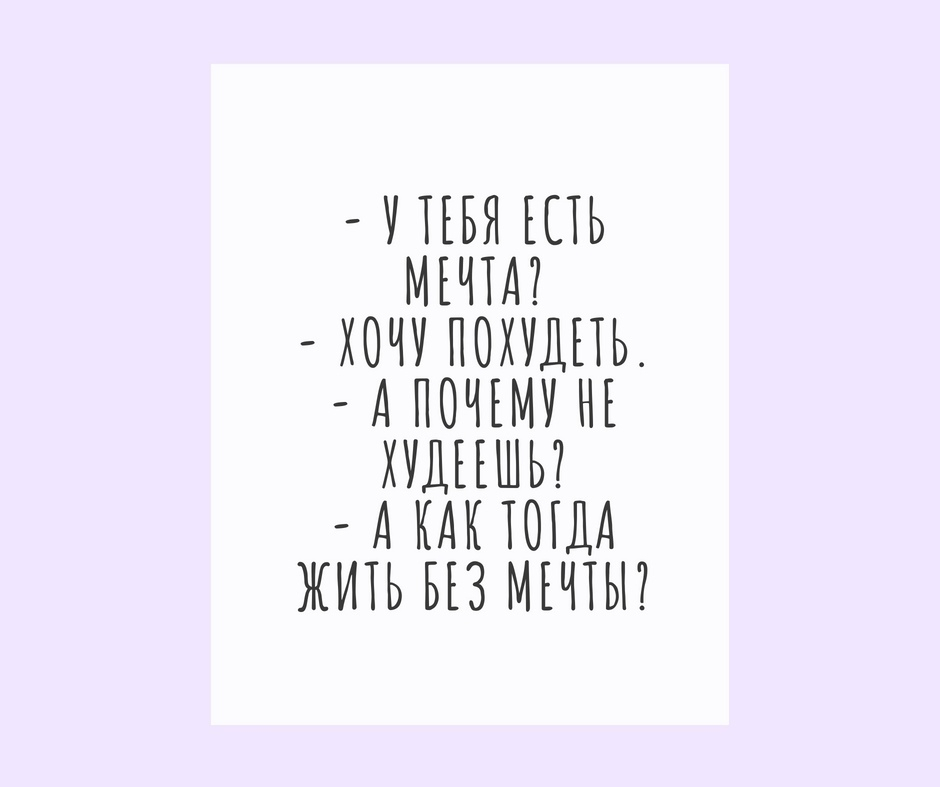 - У ТЕБЯ ЕСТЬ
МЕЧТА?
- ХОЧУ ПОХУДЕТЬ.
- А ПОЧЕМУ НЕ
ХУДЕЕШЬ?
- А КАК ТОГДА
ЖИТЬ БЕЗ МЕЧТЫ?